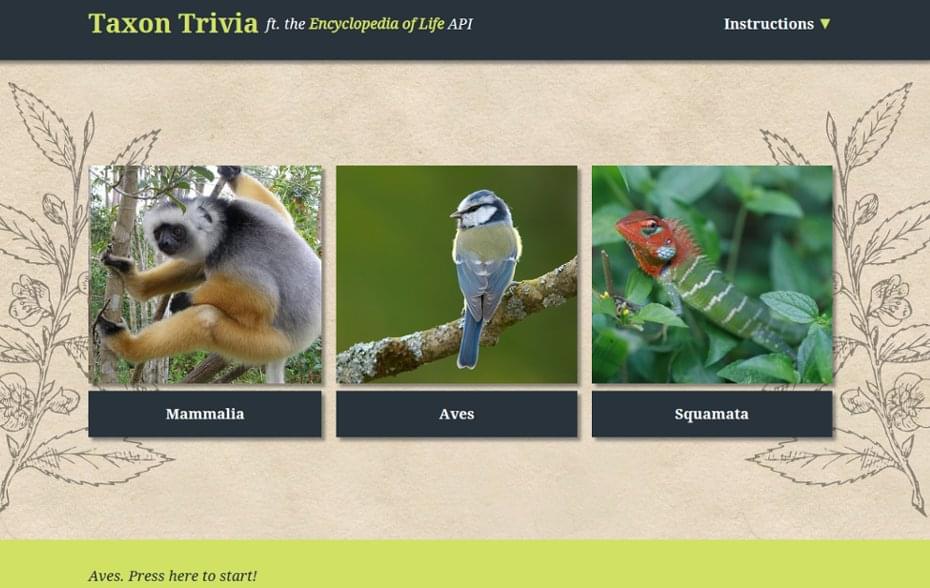 Taxon Trivia ft. the Encyclopedia of Life API
Instructions ▼
Mammalia
Aves
Squamata
Aves. Press here to start!